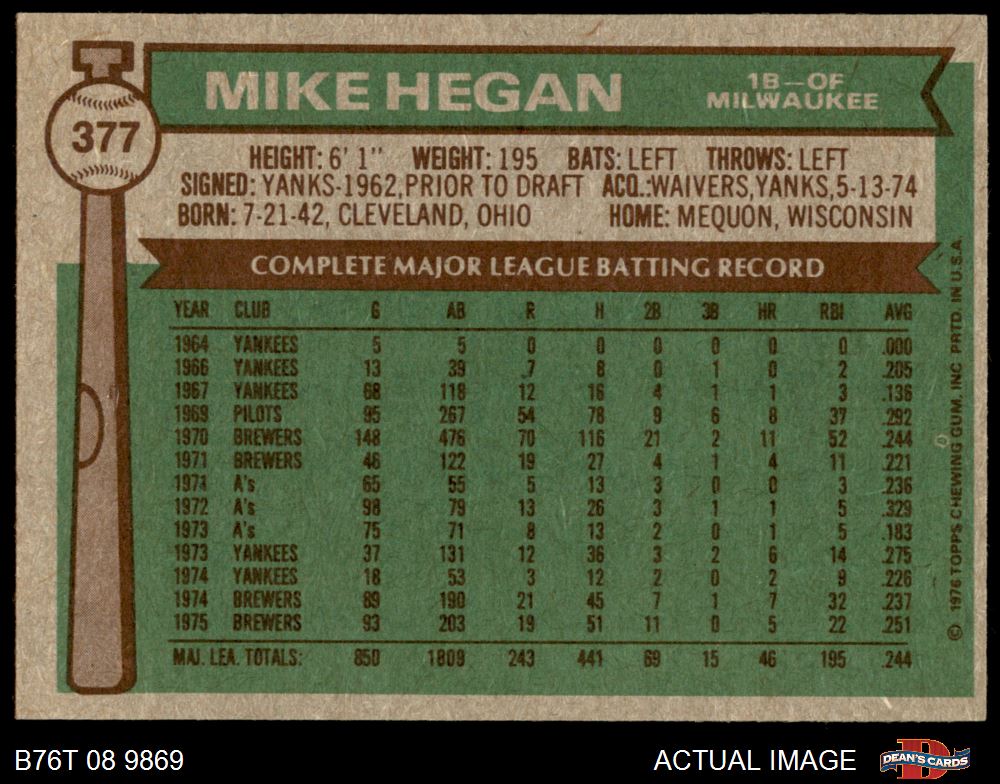 377
MIKE HEGAN
1B—OF
MILWAUKEE
HEIGHT: 6' 1" WEIGHT: 195 BATS: LEFT THROWS: LEFT
SIGNED: YANKS-1962, PRIOR TO DRAFT ACQ.: WAIVERS, YANKS, 5-13-74
BORN: 7-21-42, CLEVELAND, OHIO HOME: MEQUON, WISCONSIN
COMPLETE MAJOR LEAGUE BATTING RECORD
YEAR CLUB G AB R H 2B 3B HR RBI AVG
1964 YANKEES 5 5 0 0 0 0 0 0 .000
1966 YANKEES 13 39 7 8 0 1 0 2 .205
1967 YANKEES 68 118 12 16 4 1 1 3 .136
1969 PILOTS 95 267 54 78 9 6 8 37 .292
1970 BREWERS 148 476 70 116 21 2 11 52 .244
1971 BREWERS 46 122 19 27 4 1 4 11 .221
1971 A's 65 55 5 13 3 0 0 3 .236
1972 A's 98 79 13 26 3 1 1 5 .329
1973 A's 75 71 8 13 2 0 1 5 .183
1973 YANKEES 37 131 12 36 3 2 6 14 .275
1974 YANKEES 18 53 3 12 2 0 2 9 .226
1974 BREWERS 89 190 21 45 7 1 7 32 .237
1975 BREWERS 93 203 19 51 11 0 5 22 .251
MAJ. LEA. TOTALS: 850 1809 243 441 69 15 46 195 .244
© 1976 TOPPS CHEWING GUM. INC PRTD. IN U.S.A.
B76T 08 9869
ACTUAL IMAGE
DEAN'S CARDS